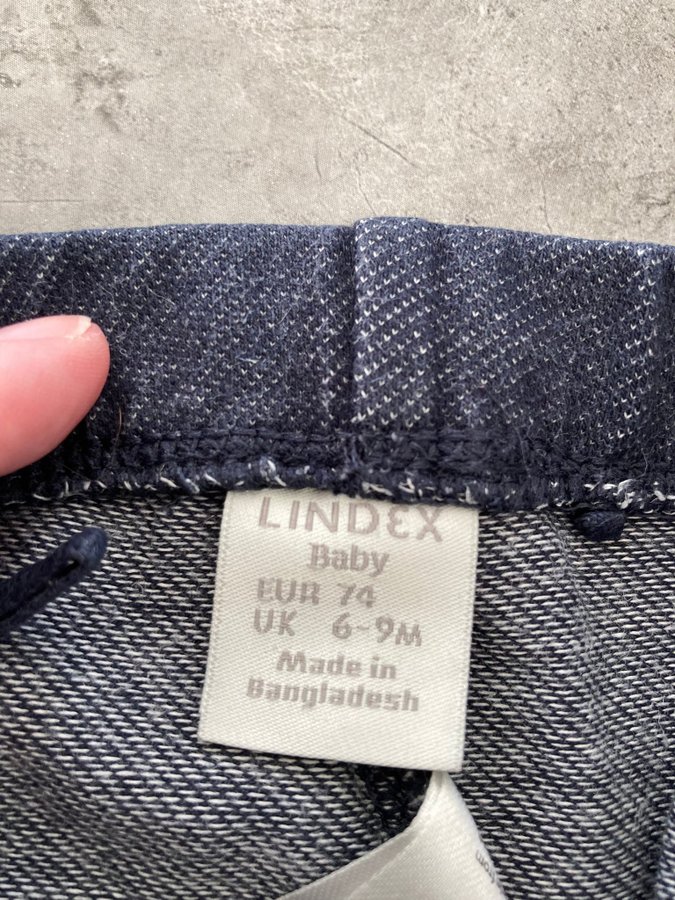 LINDEX
Baby
EUR 74
UK 6-9M
Made in
Bangladesh